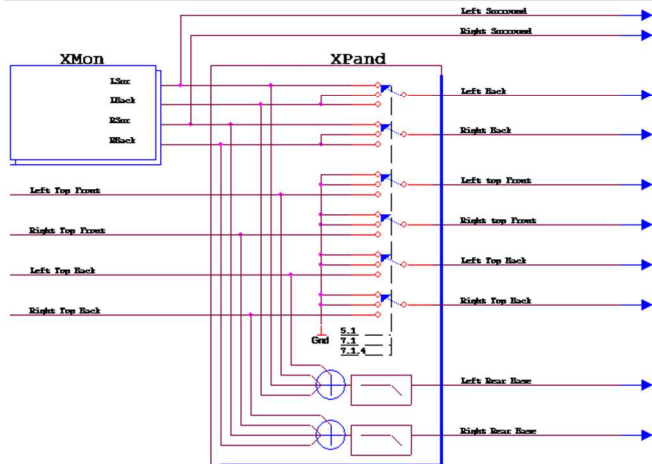 Left Surround
Right Surround
XMon
XPand
LSur
LBack
RSur
RBack
Left Back
Right Back
Left Top Front
Left top Front
Right Top Front
Right top Front
Left Top Back
Left Top Back
Right Top Back
Right Top Back
Gnd
5.1
7.1
7.1.4
Left Rear Base
Right Rear Base